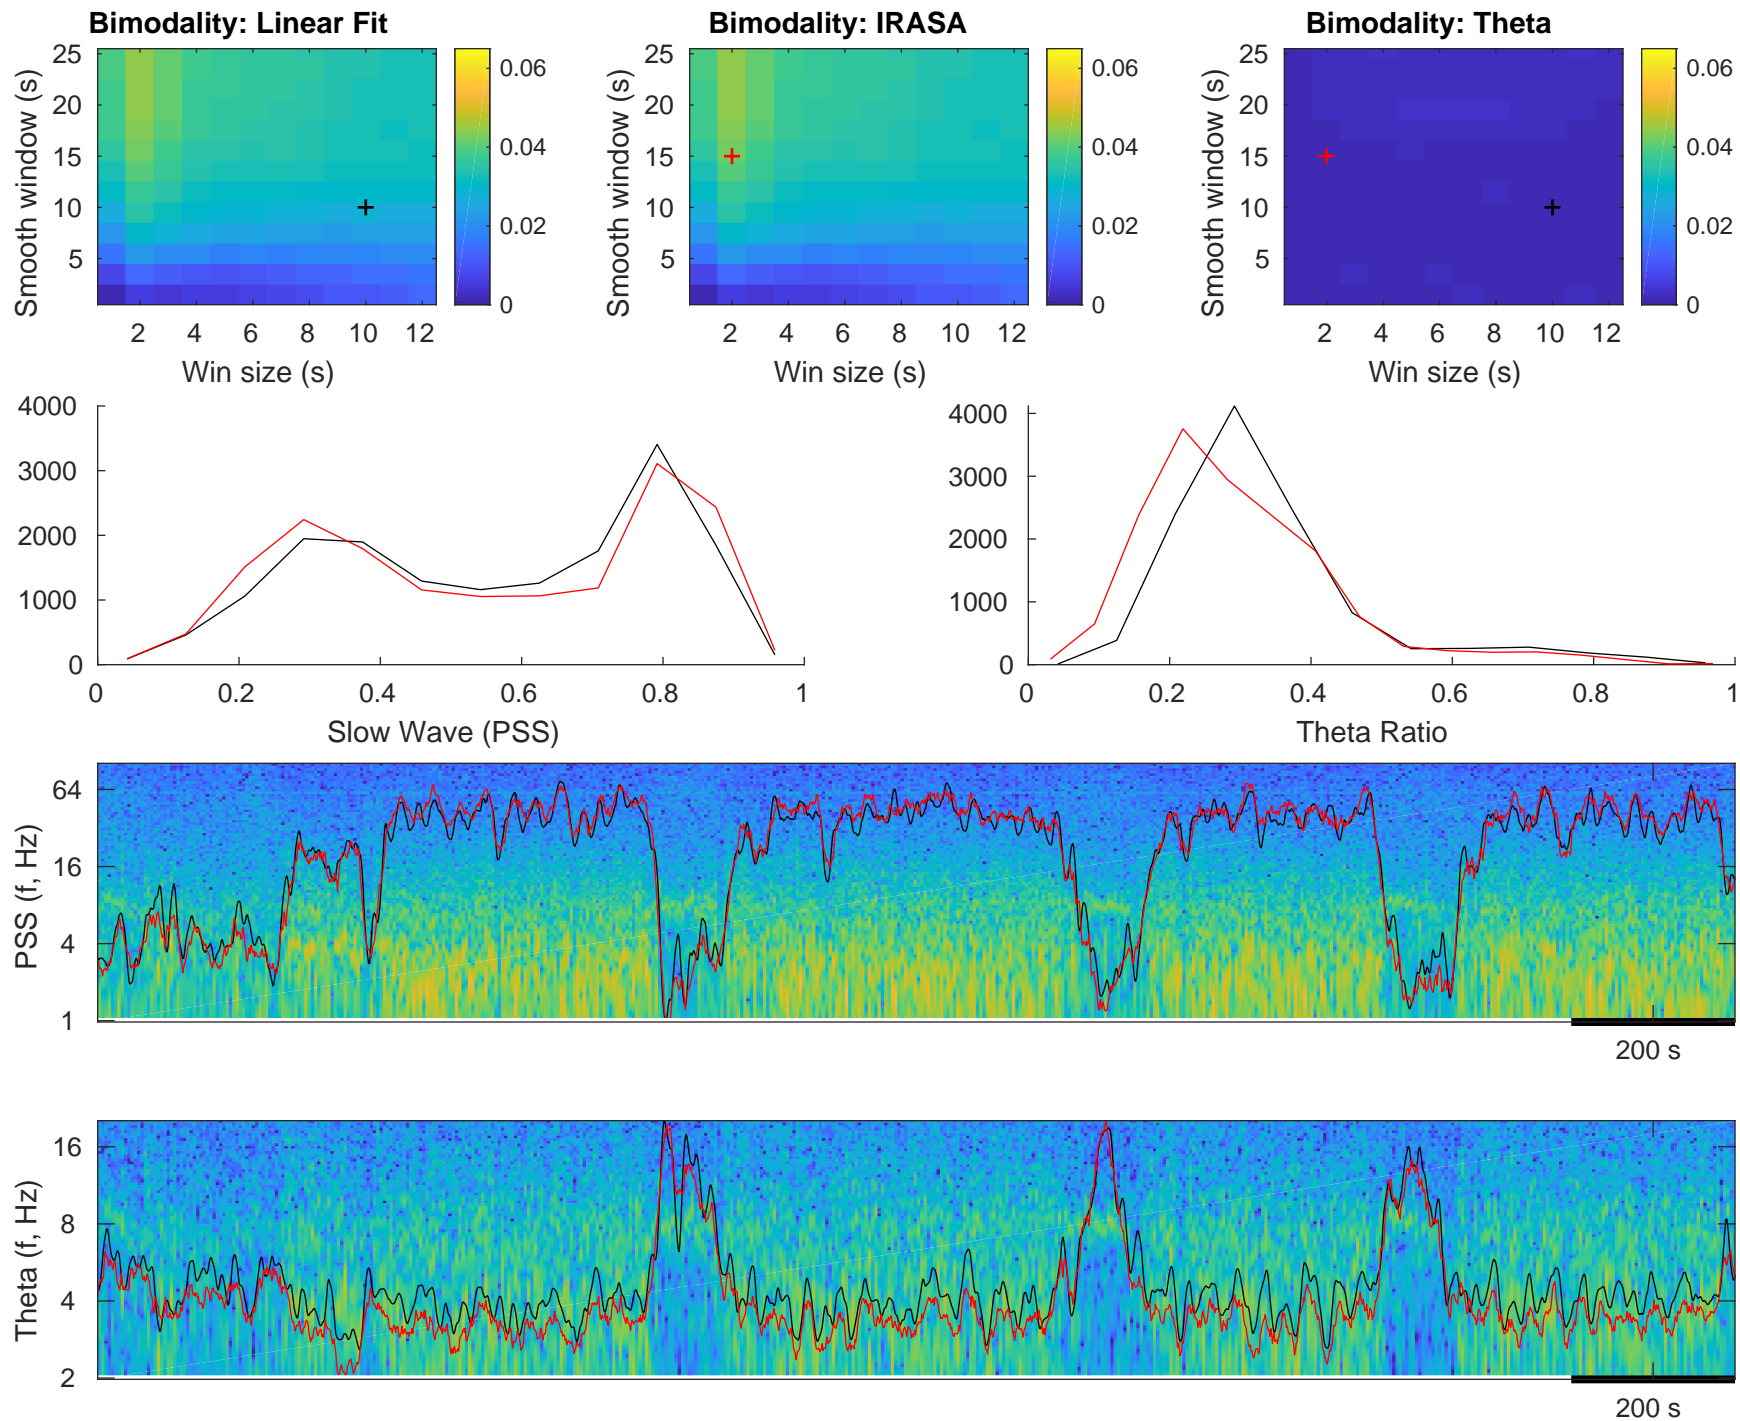 Bimodality: Linear Fit
Smooth window (s)
25
20
15
10
5
2 4 6 8 10 12
Win size (s)
0.06
0.04
0.02
0
Bimodality: IRASA
Smooth window (s)
25
20
15
10
5
2 4 6 8 10 12
Win size (s)
0.06
0.04
0.02
0
Bimodality: Theta
Smooth window (s)
25
20
15
10
5
2 4 6 8 10 12
Win size (s)
0.06
0.04
0.02
0
4000
3000
2000
1000
0
0 0.2 0.4 0.6 0.8 1
Slow Wave (PSS)
4000
3000
2000
1000
0
0 0.2 0.4 0.6 0.8 1
Theta Ratio
PSS (f, Hz)
64
16
4
1
200 s
Theta (f, Hz)
16
8
4
2
200 s